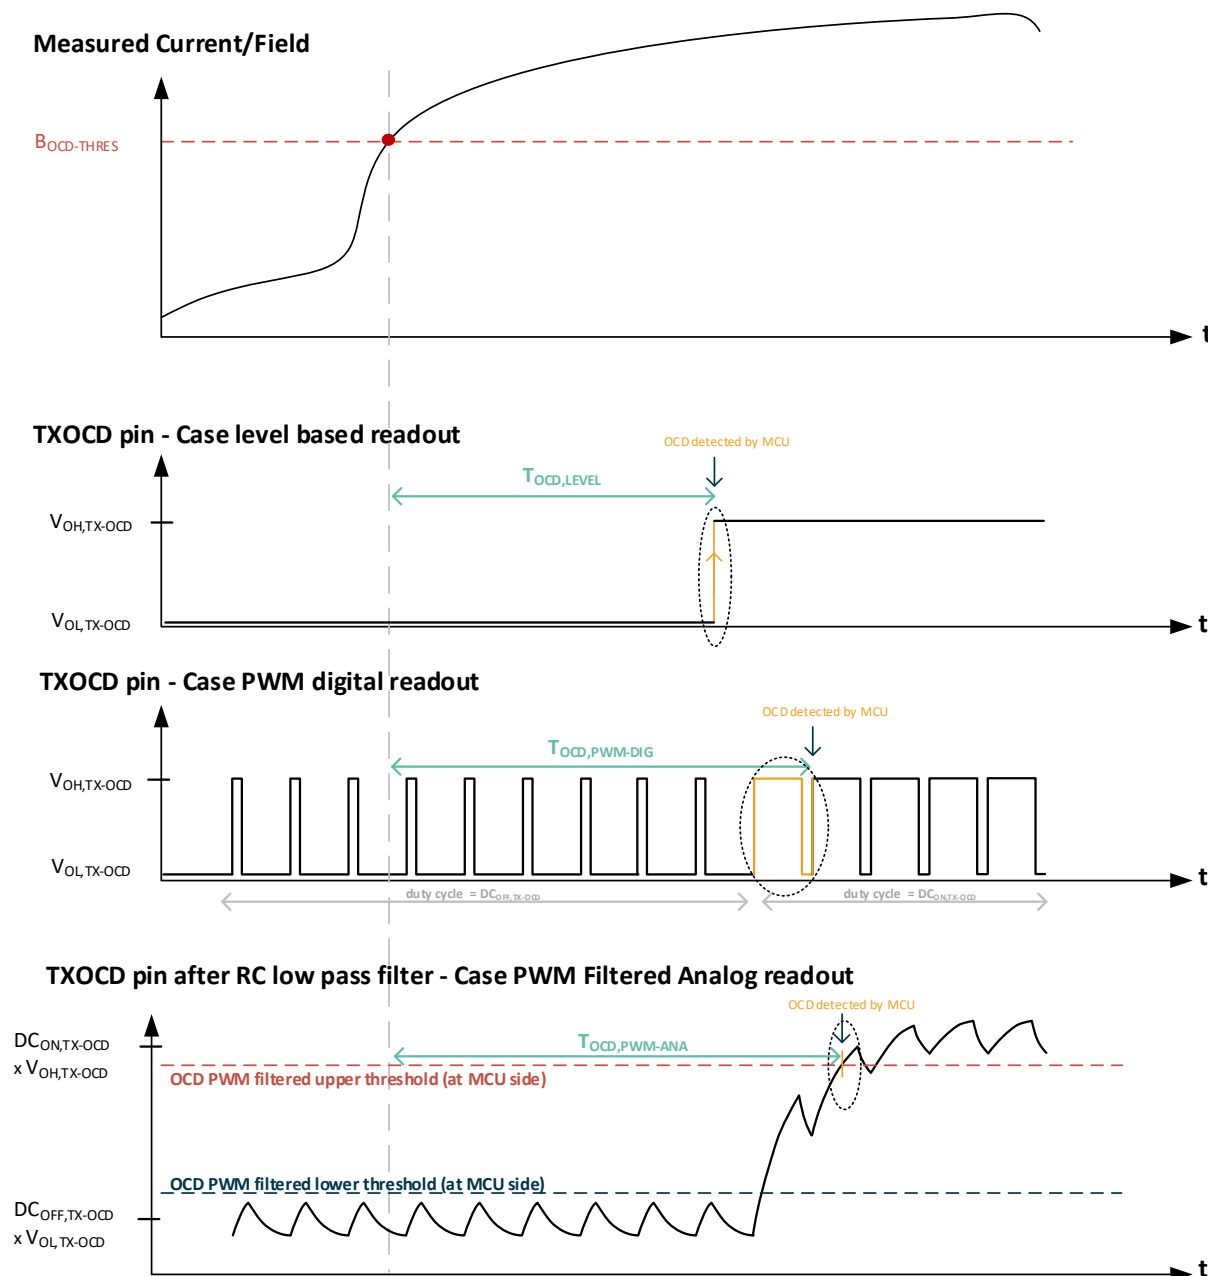 Measured Current/Field
BOCD-THRES
t
TXOCD pin - Case level based readout
OCD detected by MCU
TOCD,LEVEL
VOH,TX-OCD
VOL,TX-OCD
t
TXOCD pin - Case PWM digital readout
OCD detected by MCU
TOCD,PWM-DIG
VOH,TX-OCD
VOL,TX-OCD
t
duty cycle = DCOFF,TX-OCD
duty cycle = DCON,TX-OCD
TXOCD pin after RC low pass filter - Case PWM Filtered Analog readout
OCD detected by MCU
DCON,TX-OCD
x VOH,TX-OCD
TOCD,PWM-ANA
OCD PWM filtered upper threshold (at MCU side)
OCD PWM filtered lower threshold (at MCU side)
DCOFF,TX-OCD
x VOL,TX-OCD
t